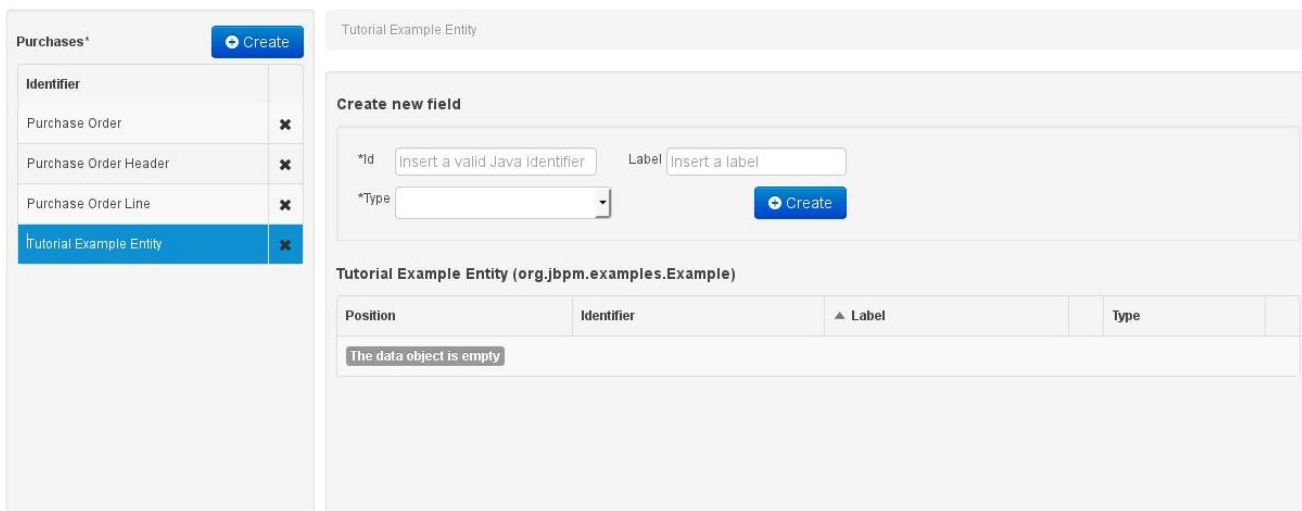 Purchases*
Create
Identifier
Purchase Order
Purchase Order Header
Purchase Order Line
Tutorial Example Entity
Tutorial Example Entity
Create new field
*Id Insert a valid Java identifier Label Insert a label
*Type Create
Tutorial Example Entity (org.jbpm.examples.Example)
Position Identifier Label Type
The data object is empty